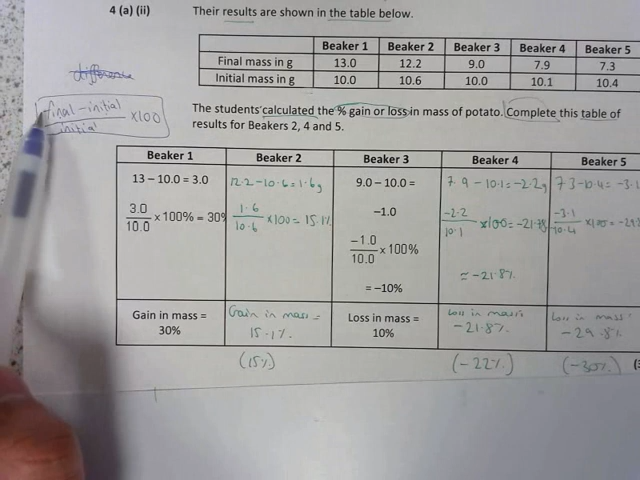 4 (a) (ii) Their results are shown in the table below.
Beaker 1 Beaker 2 Beaker 3 Beaker 4 Beaker 5
Final mass in g 13.0 12.2 9.0 7.9 7.3
Initial mass in g 10.0 10.6 10.0 10.1 10.4
difference
final - initial
initial
x100
The students calculated the % gain or loss in mass of potato. Complete this table of
results for Beakers 2, 4 and 5.
Beaker 1 Beaker 2 Beaker 3 Beaker 4 Beaker 5
13 – 10.0 = 3.0
3.0
10.0
x 100% = 30%
12.2 - 10.6 = 1.6g
1.6
10.6
x100 = 15.1%
9.0 – 10.0 =
–1.0
–1.0
10.0
x 100%
= –10%
7.9 - 10.1 = -2.2g
-2.2
10.1
x100 = -21.78
≈ -21.8%
7.3 - 10.4 = -3.1
-3.1
10.4
x100 =
Gain in mass =
30%
Gain in mass =
15.1%
Loss in mass =
10%
Loss in mass
-21.8%
Loss in mass
-29.8%
(15%) (-22%) (-30%)